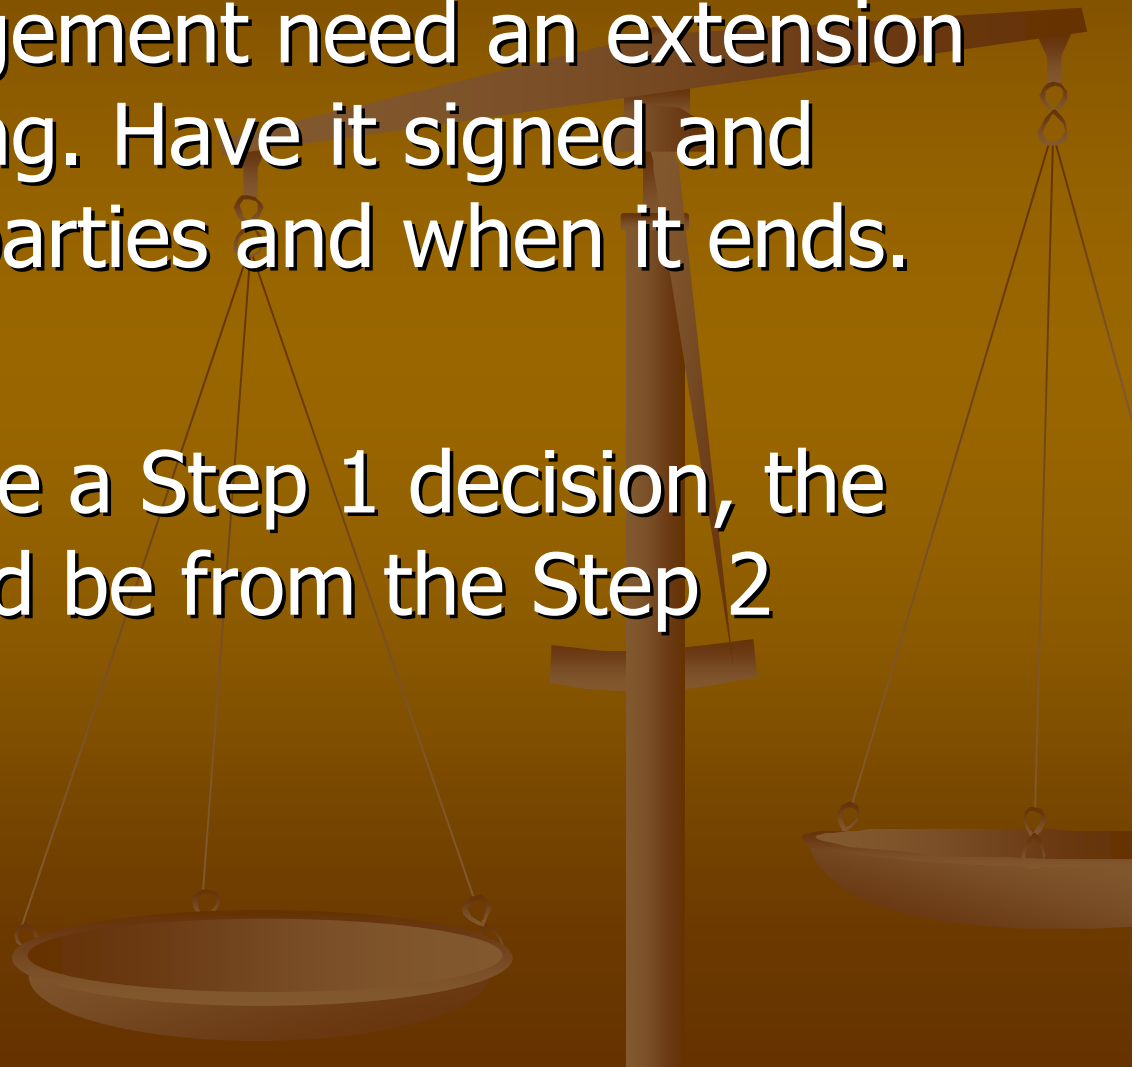 gement need an extension
ng. Have it signed and
parties and when it ends.
e a Step 1 decision, the
d be from the Step 2